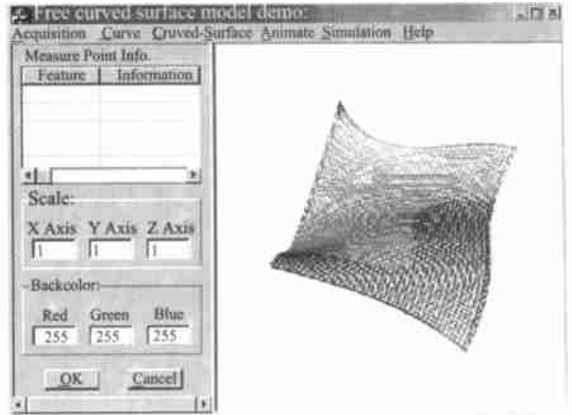 Free curved surface model demo:
Acquisition Curve Cruved-Surface Animate Simulation Help
Measure Point Info.
Feature Information
Scale:
X Axis Y Axis Z Axis
1 1 1
Backcolor:
Red Green Blue
255 255 255
OK Cancel